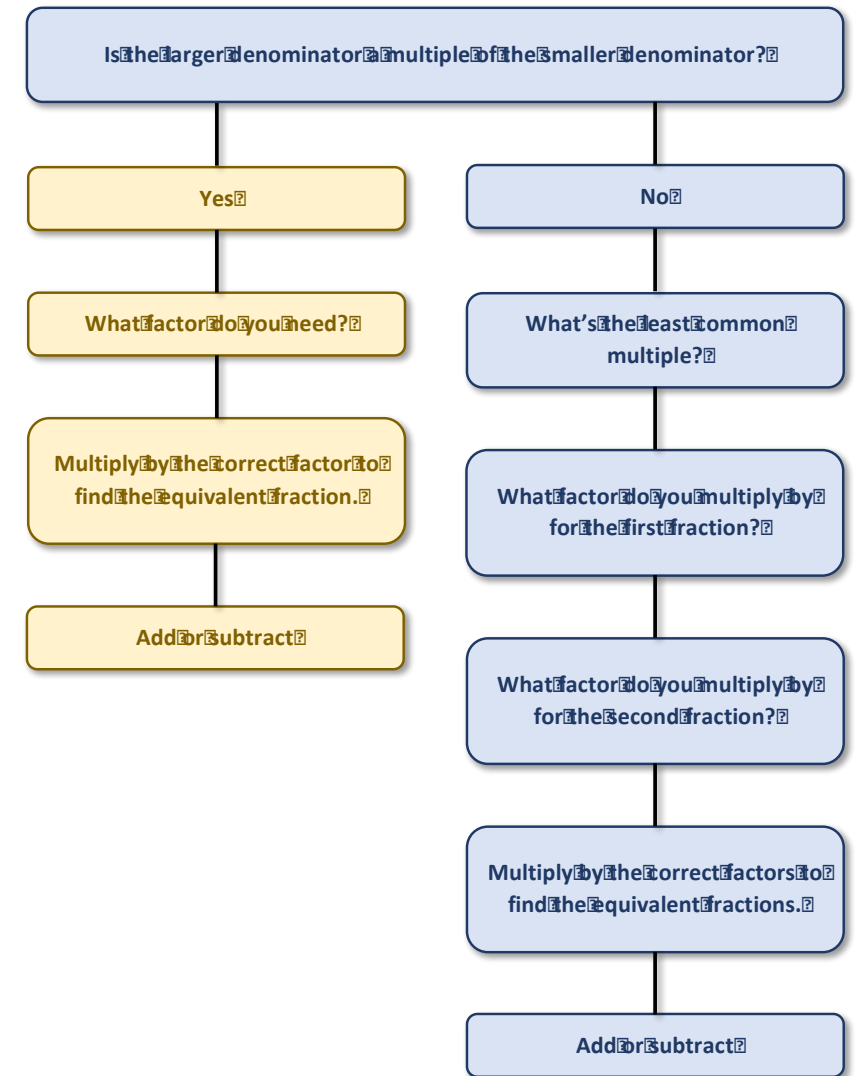 Is the larger denominator a multiple of the smaller denominator?
Yes
No
What factor do you need?
What's the least common
multiple?
Multiply by the correct factor to
find the equivalent fraction.
What factor do you multiply by
for the first fraction?
Add or subtract
What factor do you multiply by
for the second fraction?
Multiply by the correct factors to
find the equivalent fractions.
Add or subtract